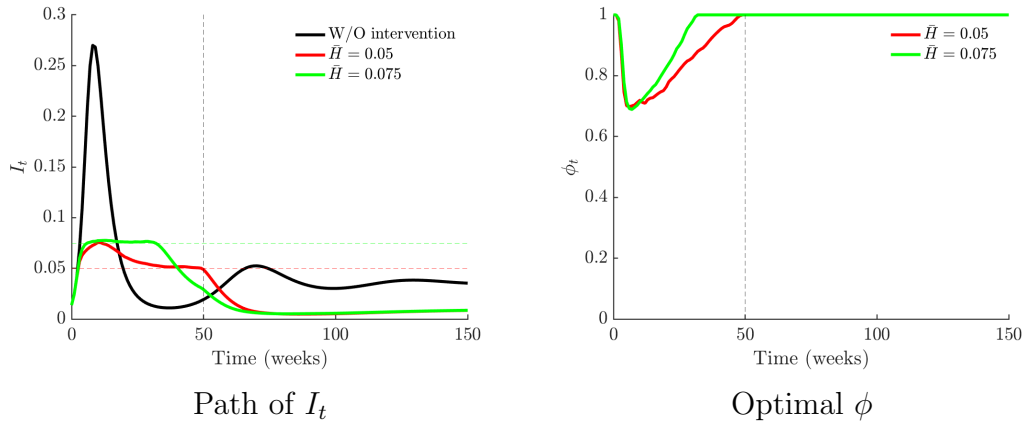 0.3
0.25
0.2
0.15
0.1
0.05
0
I_t
W/O intervention
H̄ = 0.05
H̄ = 0.075
0 50 100 150
Time (weeks)
Path of I_t
1
0.8
0.6
0.4
0.2
0
ϕ_t
H̄ = 0.05
H̄ = 0.075
0 50 100 150
Time (weeks)
Optimal ϕ